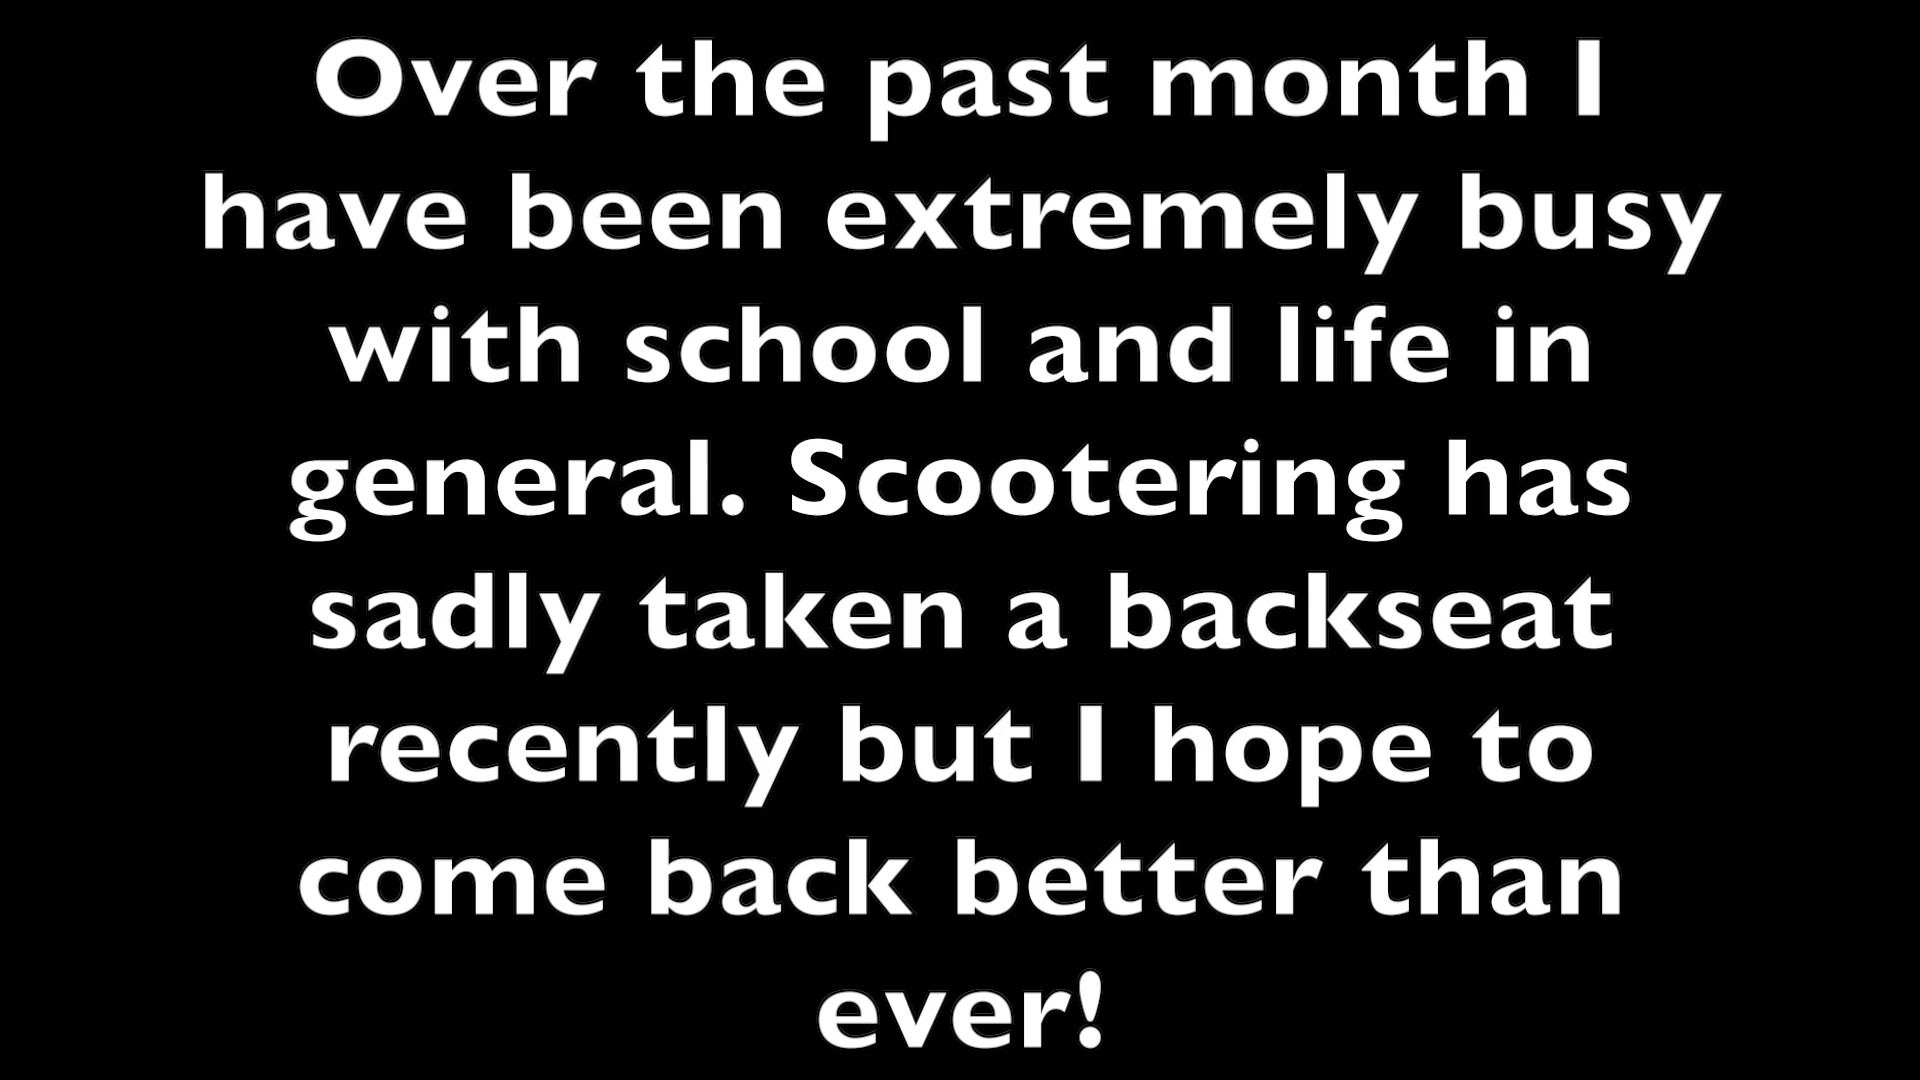 Over the past month I
have been extremely busy
with school and life in
general. Scootering has
sadly taken a backseat
recently but I hope to
come back better than
ever!